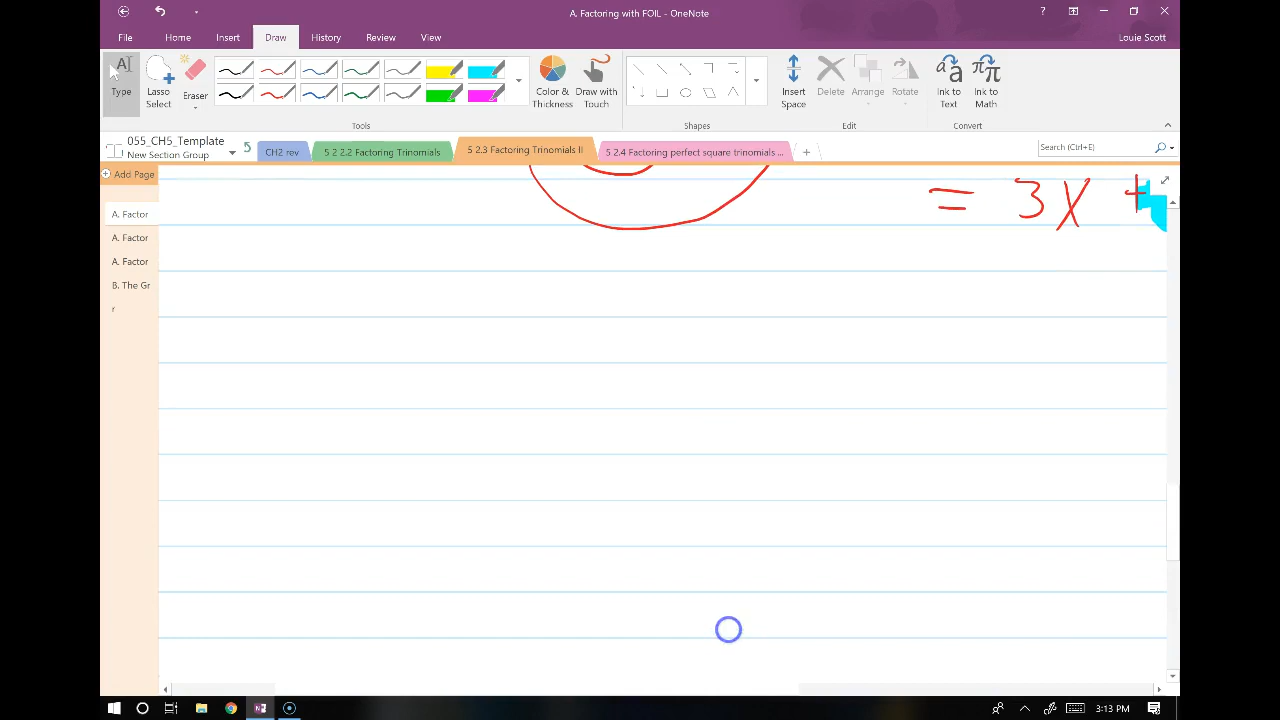 A. Factoring with FOIL - OneNote
?
File Home Insert Draw History Review View
Louie Scott
Type
Lasso Select
Eraser
Color & Thickness
Draw with Touch
Insert Space
Delete
Arrange
Rotate
Ink to Text
Ink to Math
Tools
Shapes
Edit
Convert
055_CH5_Template
New Section Group
CH2 rev
5 2 2.2 Factoring Trinomials
5 2.3 Factoring Trinomials II
5 2.4 Factoring perfect square trinomials ...
Search (Ctrl+E)
Add Page
A. Factor
A. Factor
A. Factor
B. The Gr
r
= 3x +
3:13 PM